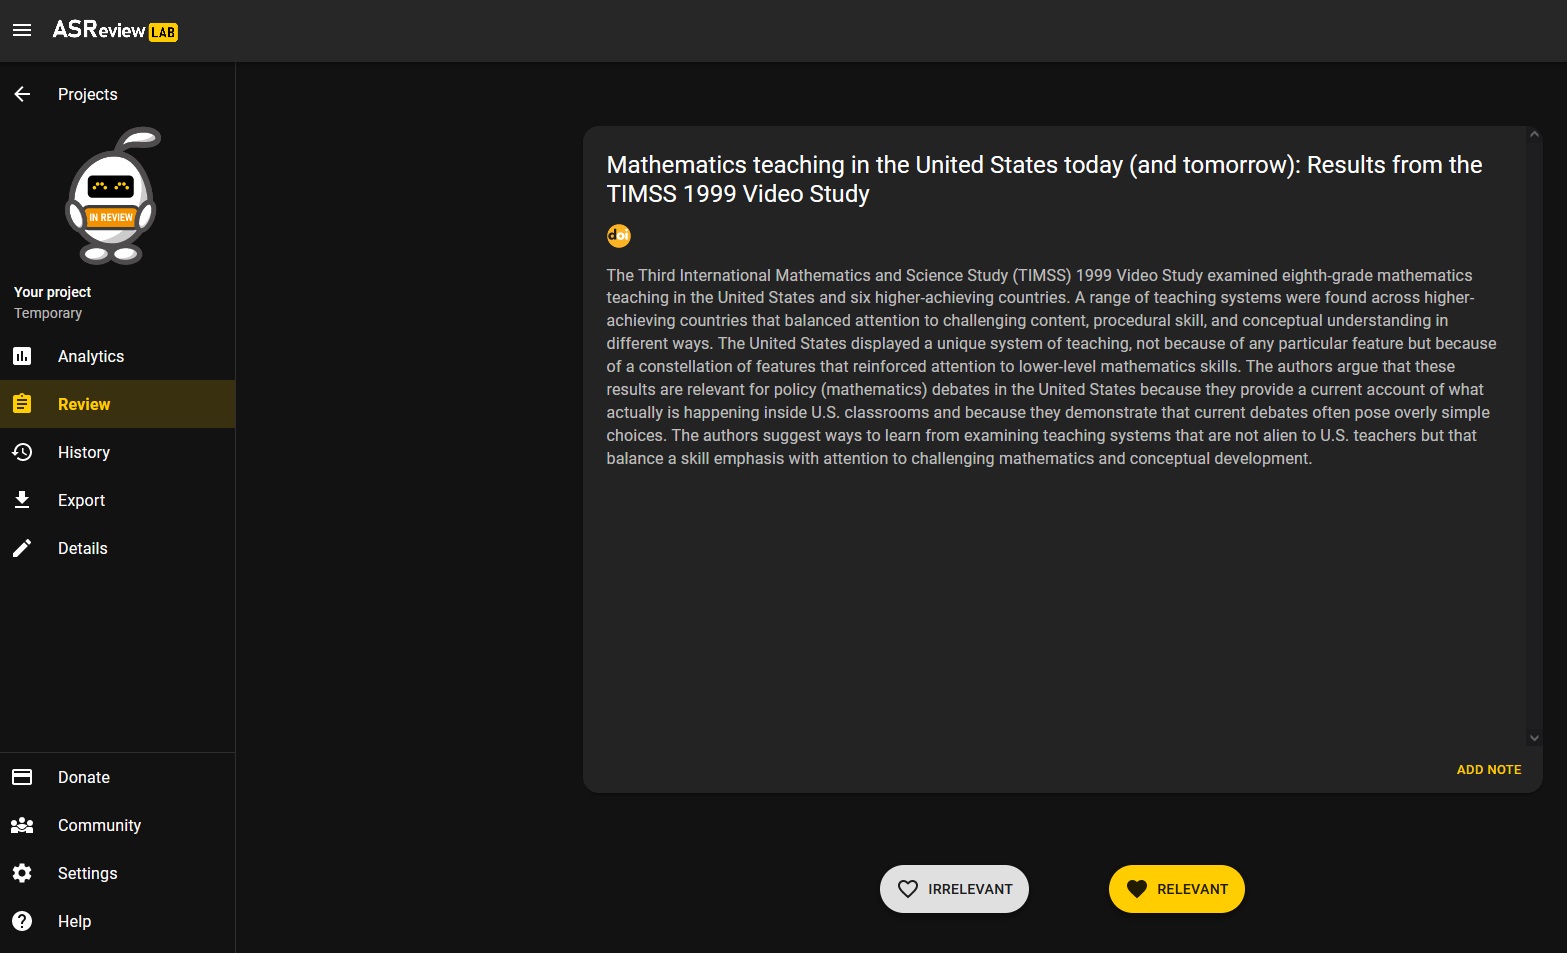 ASReview LAB
Projects
IN REVIEW
Your project
Temporary
Analytics
Review
History
Export
Details
Donate
Community
Settings
Help
Mathematics teaching in the United States today (and tomorrow): Results from the
TIMSS 1999 Video Study
doi
The Third International Mathematics and Science Study (TIMSS) 1999 Video Study examined eighth-grade mathematics
teaching in the United States and six higher-achieving countries. A range of teaching systems were found across higher-
achieving countries that balanced attention to challenging content, procedural skill, and conceptual understanding in
different ways. The United States displayed a unique system of teaching, not because of any particular feature but because
of a constellation of features that reinforced attention to lower-level mathematics skills. The authors argue that these
results are relevant for policy (mathematics) debates in the United States because they provide a current account of what
actually is happening inside U.S. classrooms and because they demonstrate that current debates often pose overly simple
choices. The authors suggest ways to learn from examining teaching systems that are not alien to U.S. teachers but that
balance a skill emphasis with attention to challenging mathematics and conceptual development.
ADD NOTE
IRRELEVANT
RELEVANT